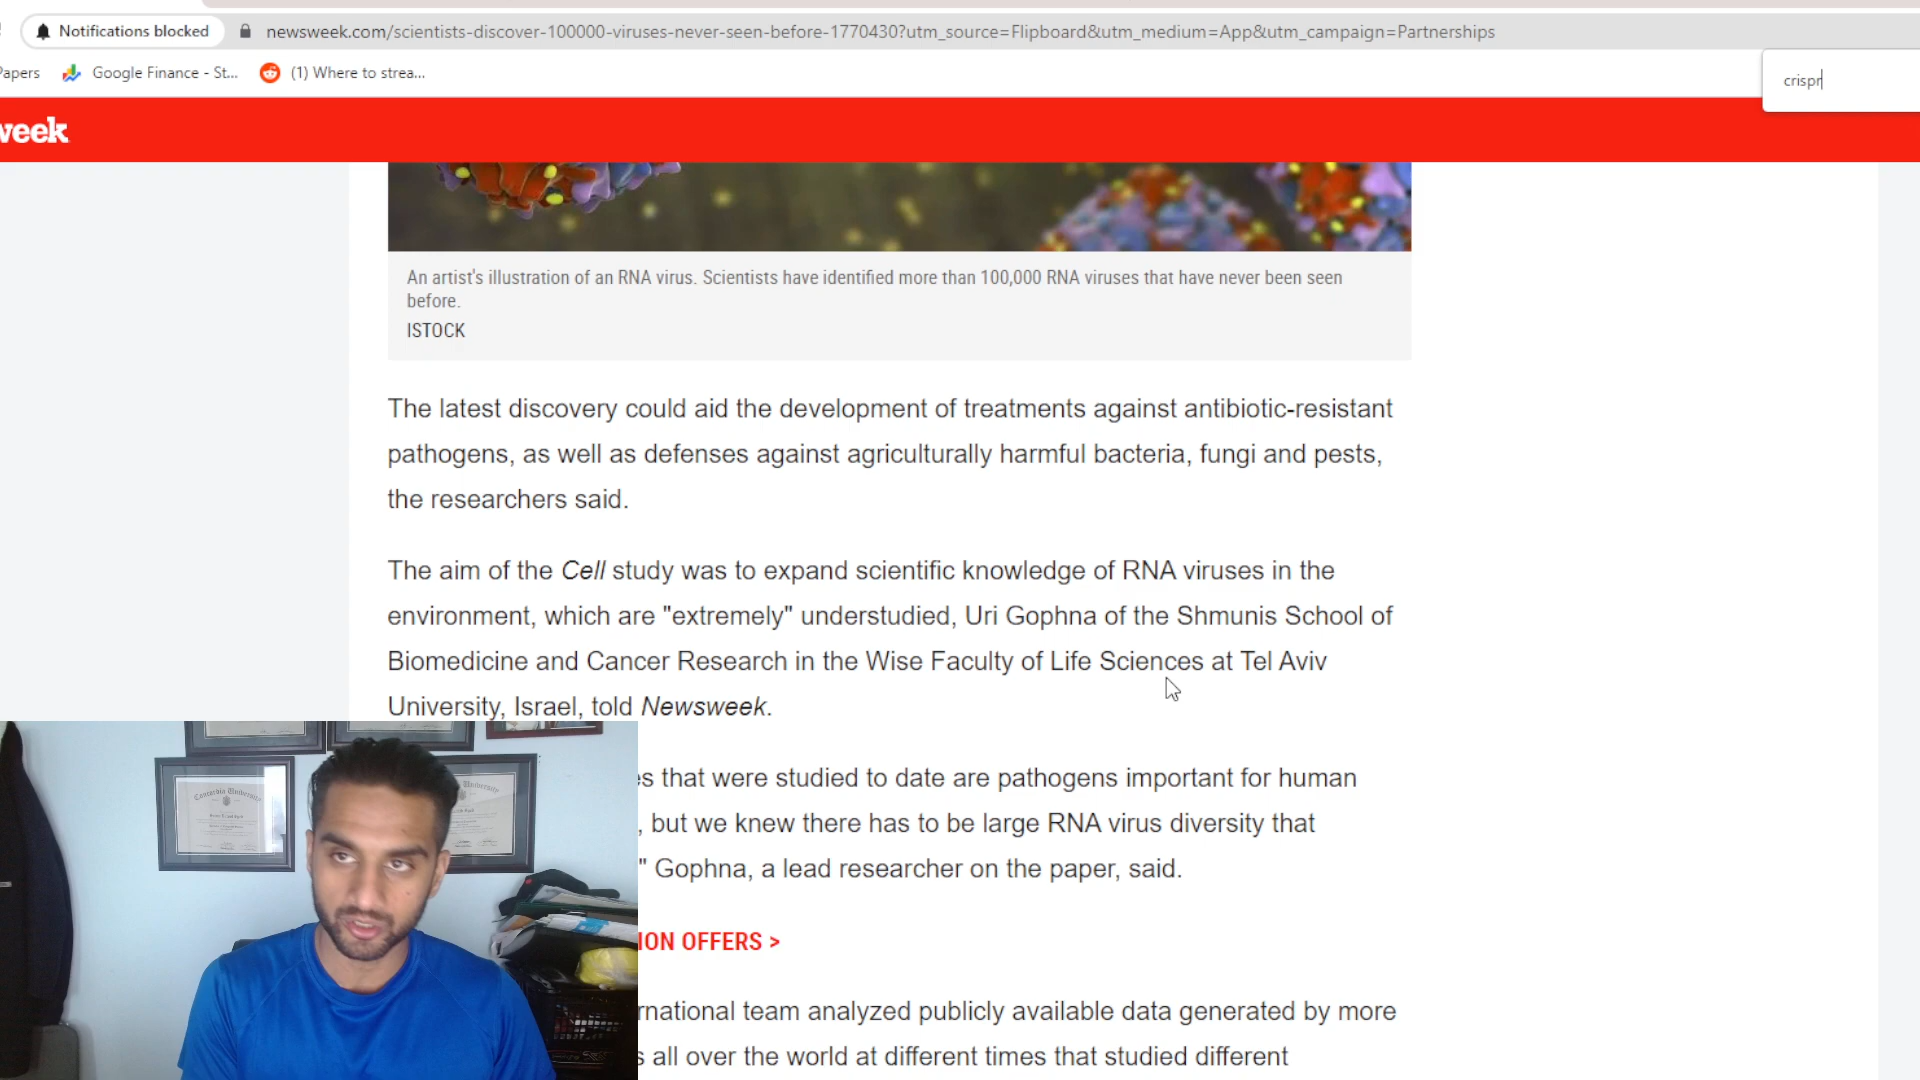 Notifications blocked
newsweek.com/scientists-discover-100000-viruses-never-seen-before-1770430?utm_source=Flipboard&utm_medium=App&utm_campaign=Partnerships
Papers
Google Finance - St...
(1) Where to strea...
crispr
week
An artist's illustration of an RNA virus. Scientists have identified more than 100,000 RNA viruses that have never been seen
before.
ISTOCK
The latest discovery could aid the development of treatments against antibiotic-resistant
pathogens, as well as defenses against agriculturally harmful bacteria, fungi and pests,
the researchers said.
The aim of the Cell study was to expand scientific knowledge of RNA viruses in the
environment, which are "extremely" understudied, Uri Gophna of the Shmunis School of
Biomedicine and Cancer Research in the Wise Faculty of Life Sciences at Tel Aviv
University, Israel, told Newsweek.
s that were studied to date are pathogens important for human
, but we knew there has to be large RNA virus diversity that
" Gophna, a lead researcher on the paper, said.
ION OFFERS >
rnational team analyzed publicly available data generated by more
s all over the world at different times that studied different
Concordia University
University